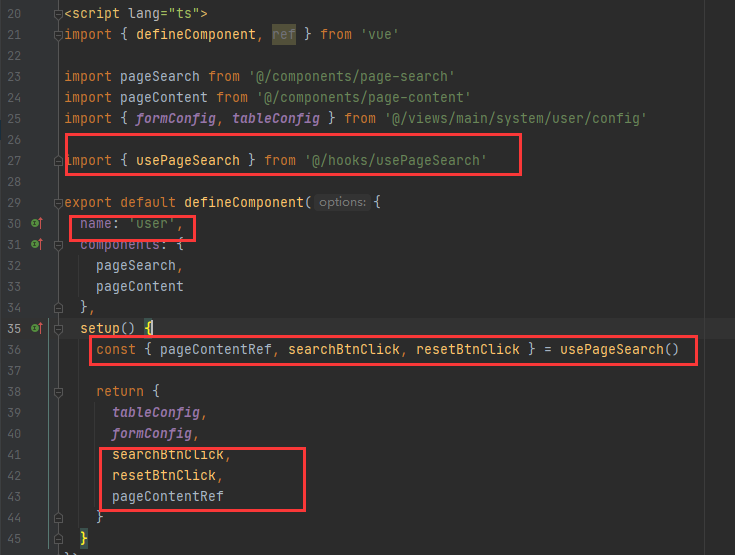 20 <script lang="ts">
21 import { defineComponent, ref } from 'vue'
22
23 import pageSearch from '@/components/page-search'
24 import pageContent from '@/components/page-content'
25 import { formConfig, tableConfig } from '@/views/main/system/user/config'
26
27 import { usePageSearch } from '@/hooks/usePageSearch'
28
29 export default defineComponent( options: {
30 name: 'user',
31 components: {
32 pageSearch,
33 pageContent
34 },
35 setup() {
36 const { pageContentRef, searchBtnClick, resetBtnClick } = usePageSearch()
37
38 return {
39 tableConfig,
40 formConfig,
41 searchBtnClick,
42 resetBtnClick,
43 pageContentRef
44 }
45 }